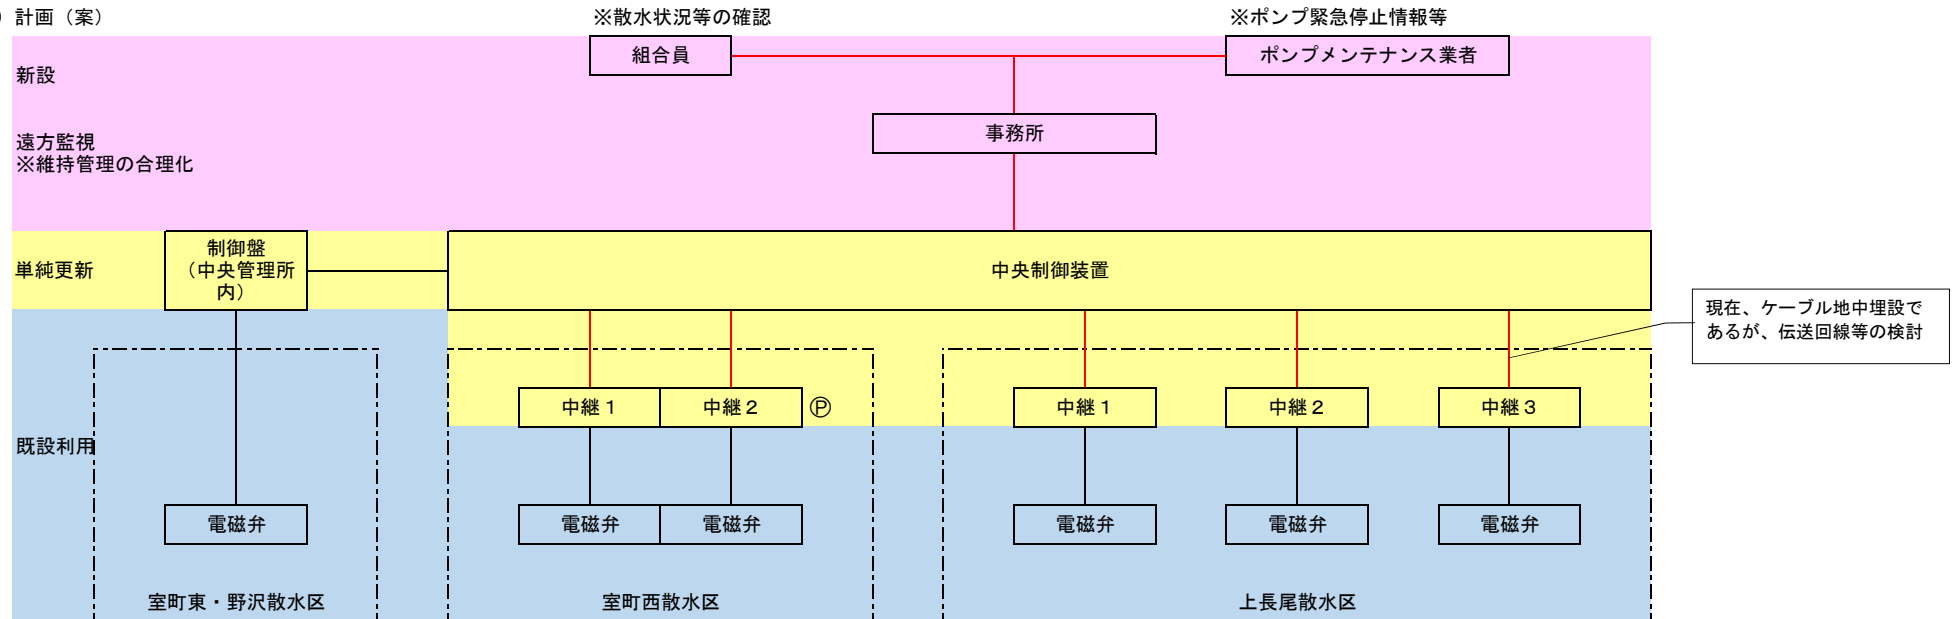 ）計画（案）
※散水状況等の確認
※ポンプ緊急停止情報等
組合員
ポンプメンテナンス業者
新設
事務所
遠方監視
※維持管理の合理化
制御盤
（中央管理所
内）
単純更新
中央制御装置
現在、ケーブル地中埋設で
あるが、伝送回線等の検討
中継１
中継２
Ⓟ
中継１
中継２
中継３
既設利用
電磁弁
電磁弁
電磁弁
電磁弁
電磁弁
電磁弁
室町東・野沢散水区
室町西散水区
上長尾散水区